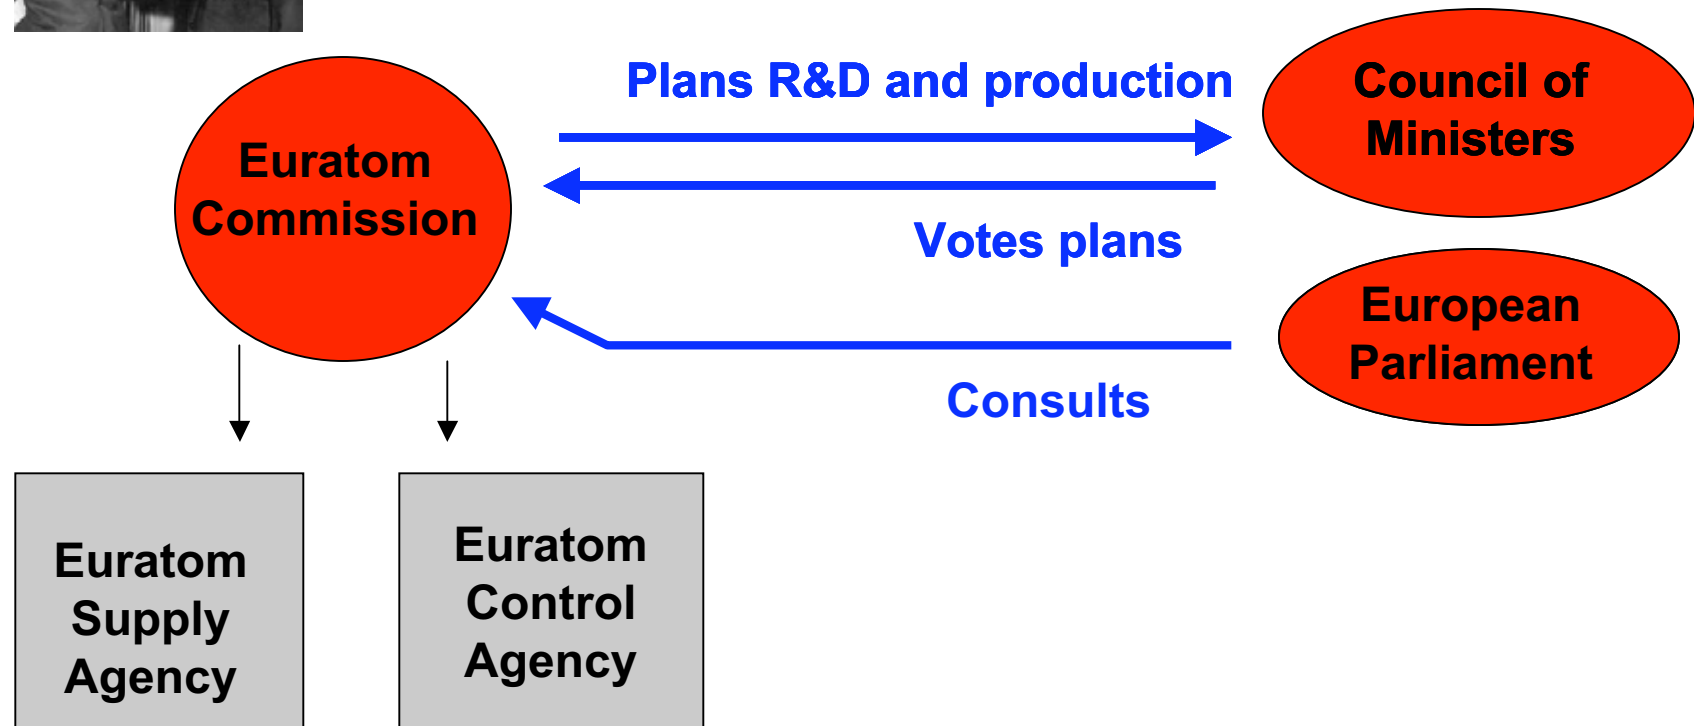 Plans R&D and production
Council of
Ministers
Euratom
Commission
Votes plans
European
Parliament
Consults
Euratom
Supply
Agency
Euratom
Control
Agency